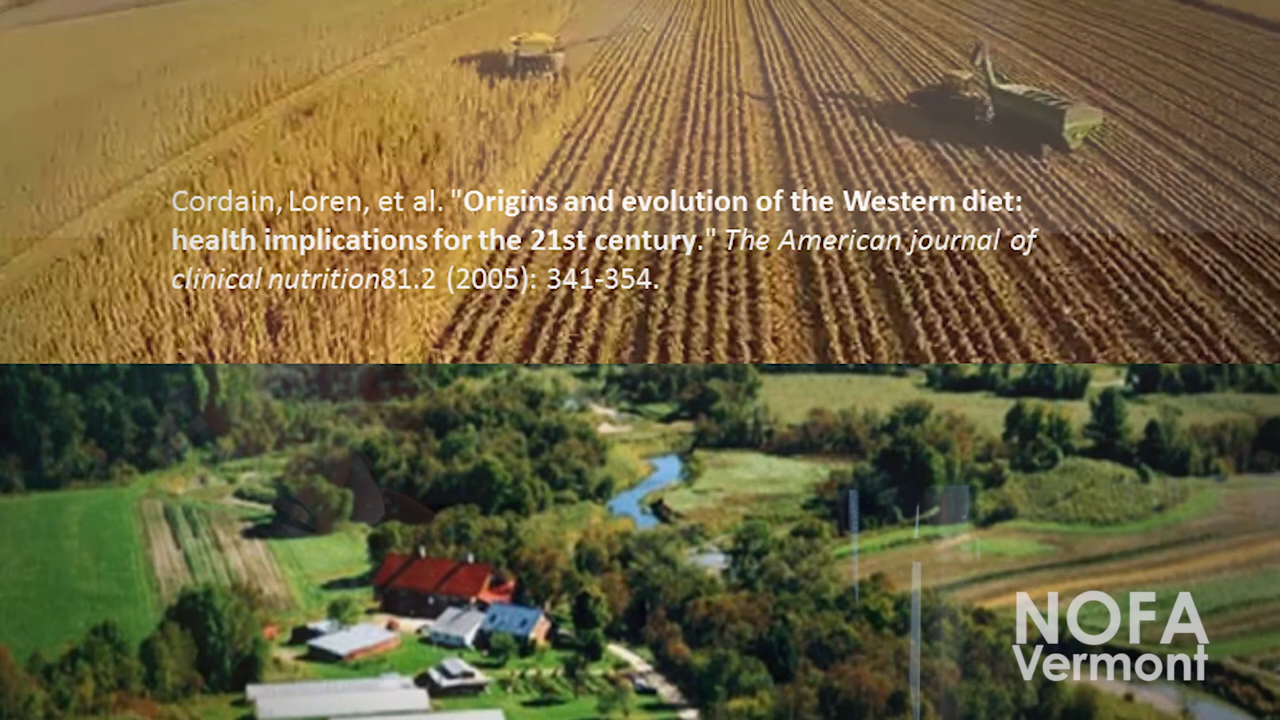 Cordain, Loren, et al. "Origins and evolution of the Western diet:
health implications for the 21st century." The American journal of
clinical nutrition81.2 (2005): 341-354.
NOFA
Vermont